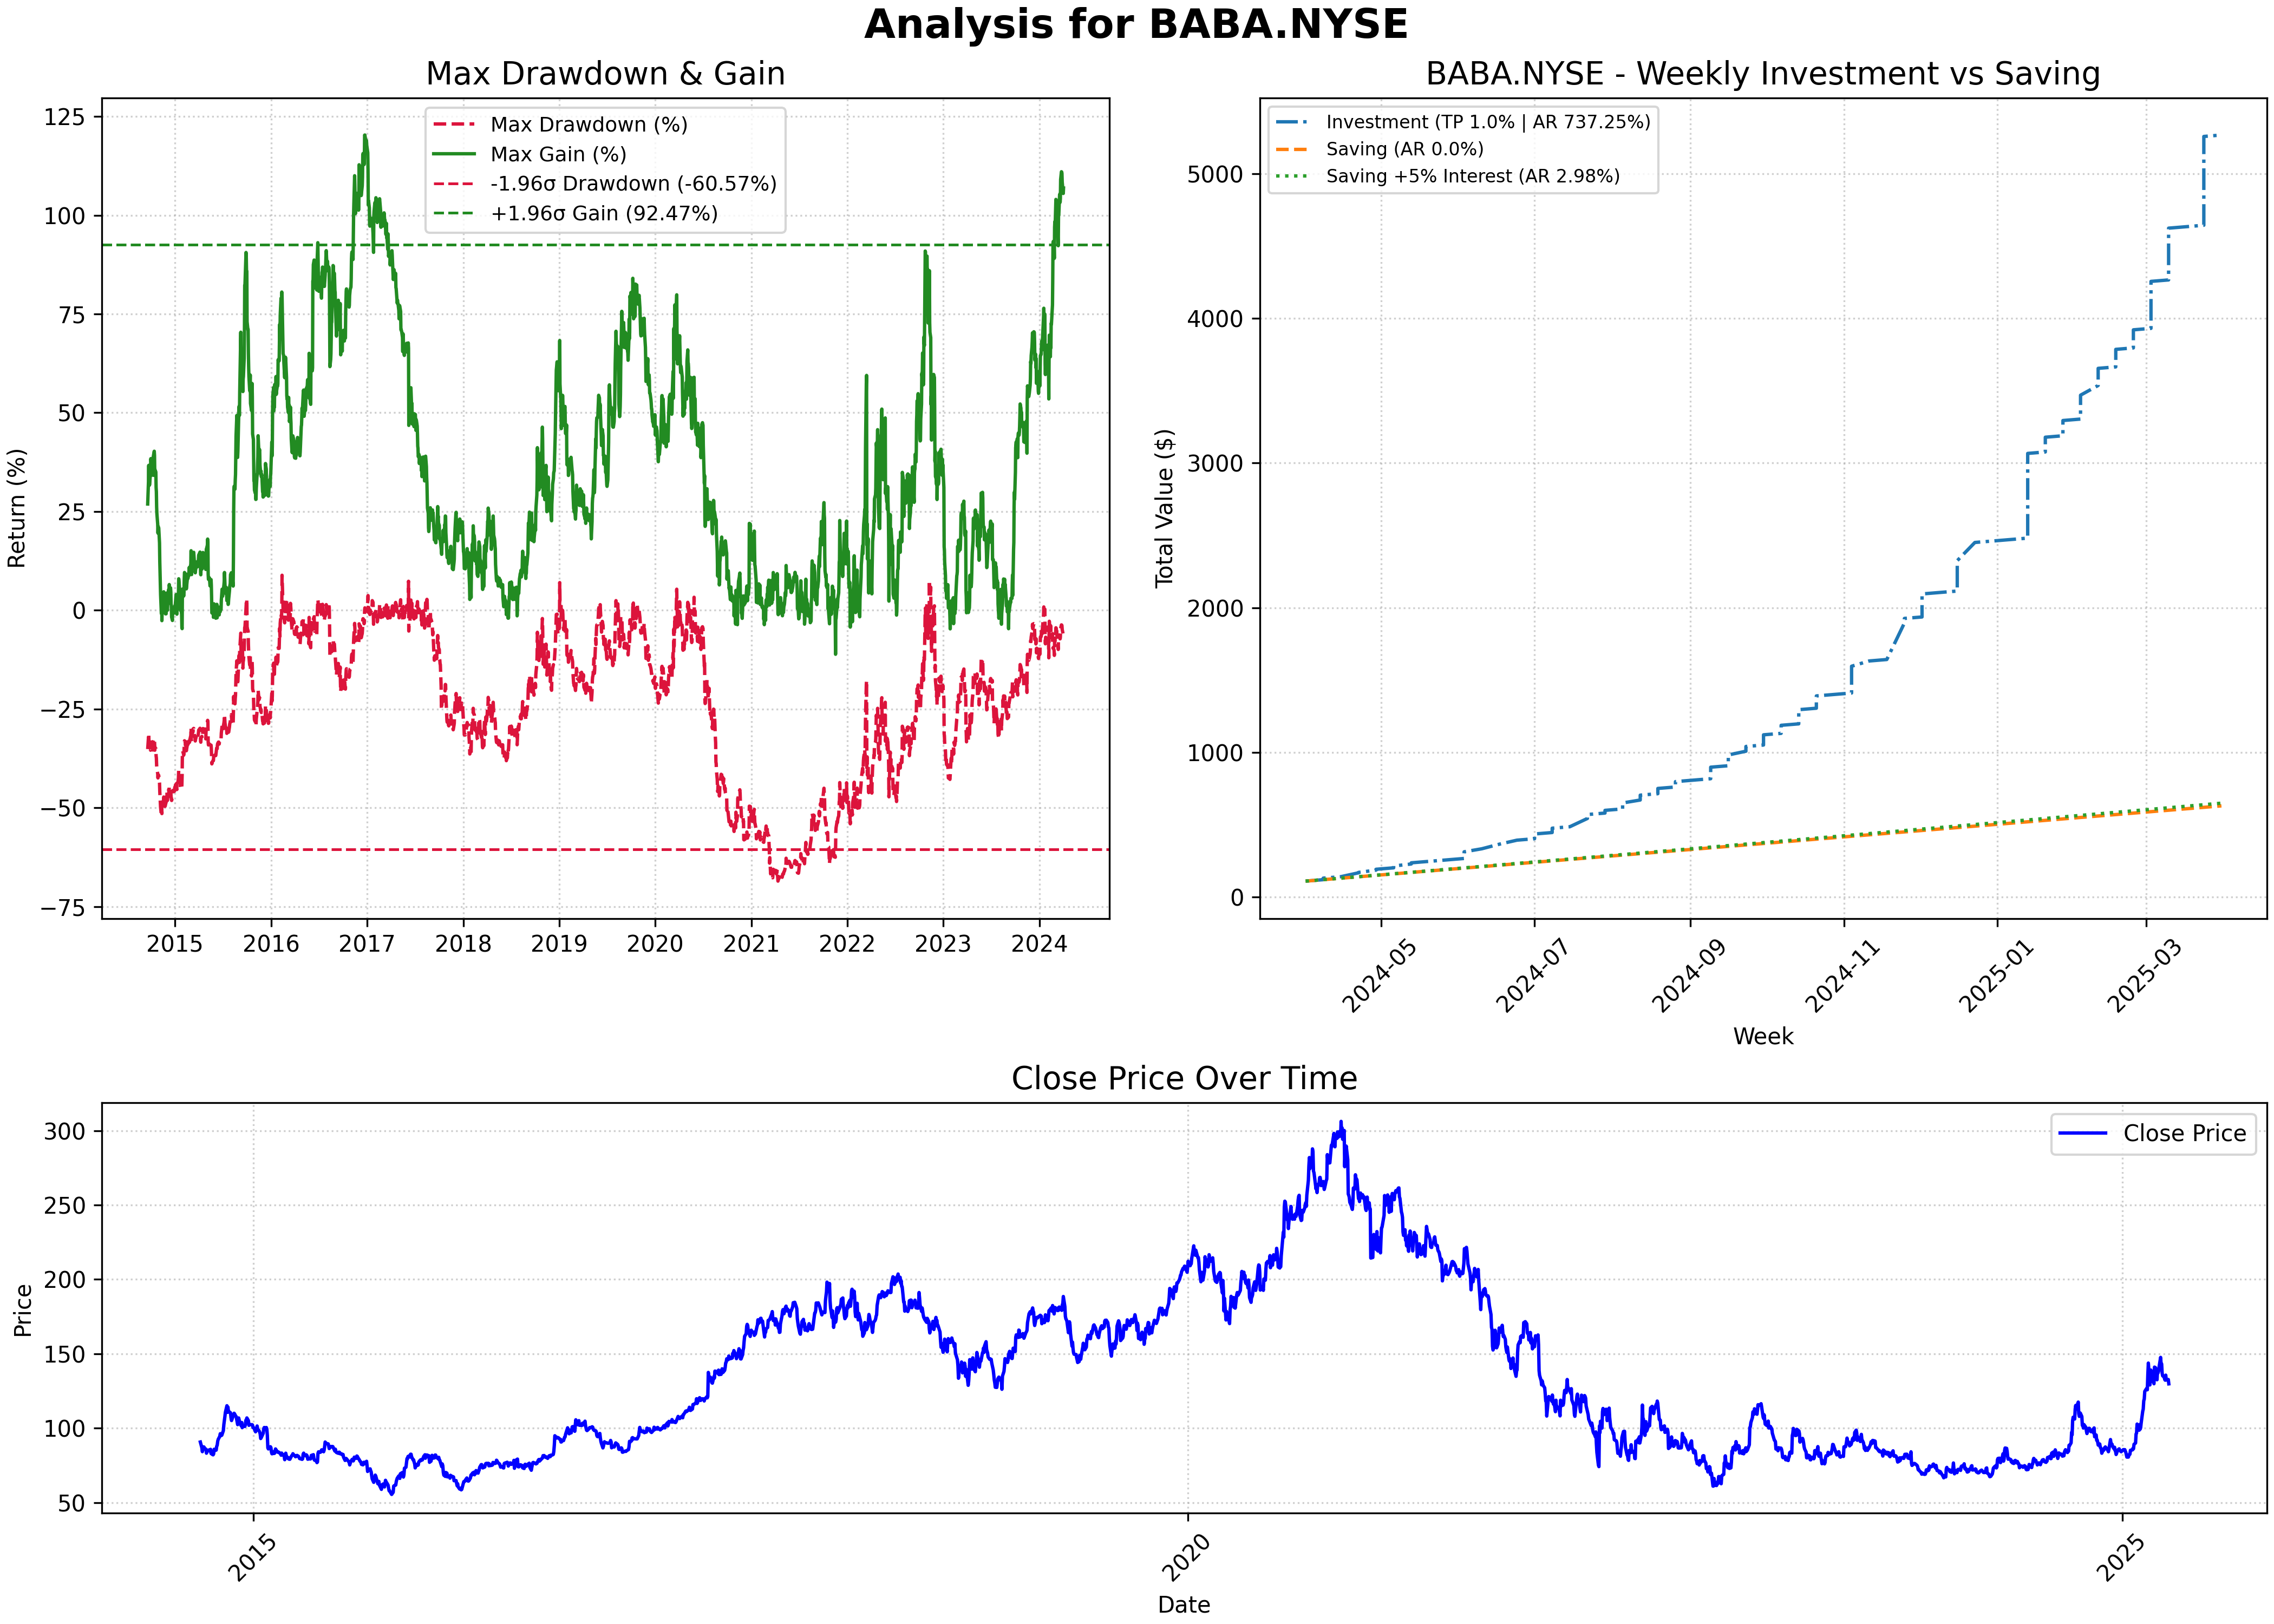 Analysis for BABA.NYSE
Max Drawdown & Gain
Max Drawdown (%)
Max Gain (%)
-1.96σ Drawdown (-60.57%)
+1.96σ Gain (92.47%)
Return (%)
125
100
75
50
25
0
−25
−50
−75
2015 2016 2017 2018 2019 2020 2021 2022 2023 2024
BABA.NYSE - Weekly Investment vs Saving
Investment (TP 1.0% | AR 737.25%)
Saving (AR 0.0%)
Saving +5% Interest (AR 2.98%)
Total Value ($)
5000
4000
3000
2000
1000
0
2024-05 2024-07 2024-09 2024-11 2025-01 2025-03
Week
Close Price Over Time
Close Price
Price
300
250
200
150
100
50
2015 2020 2025
Date